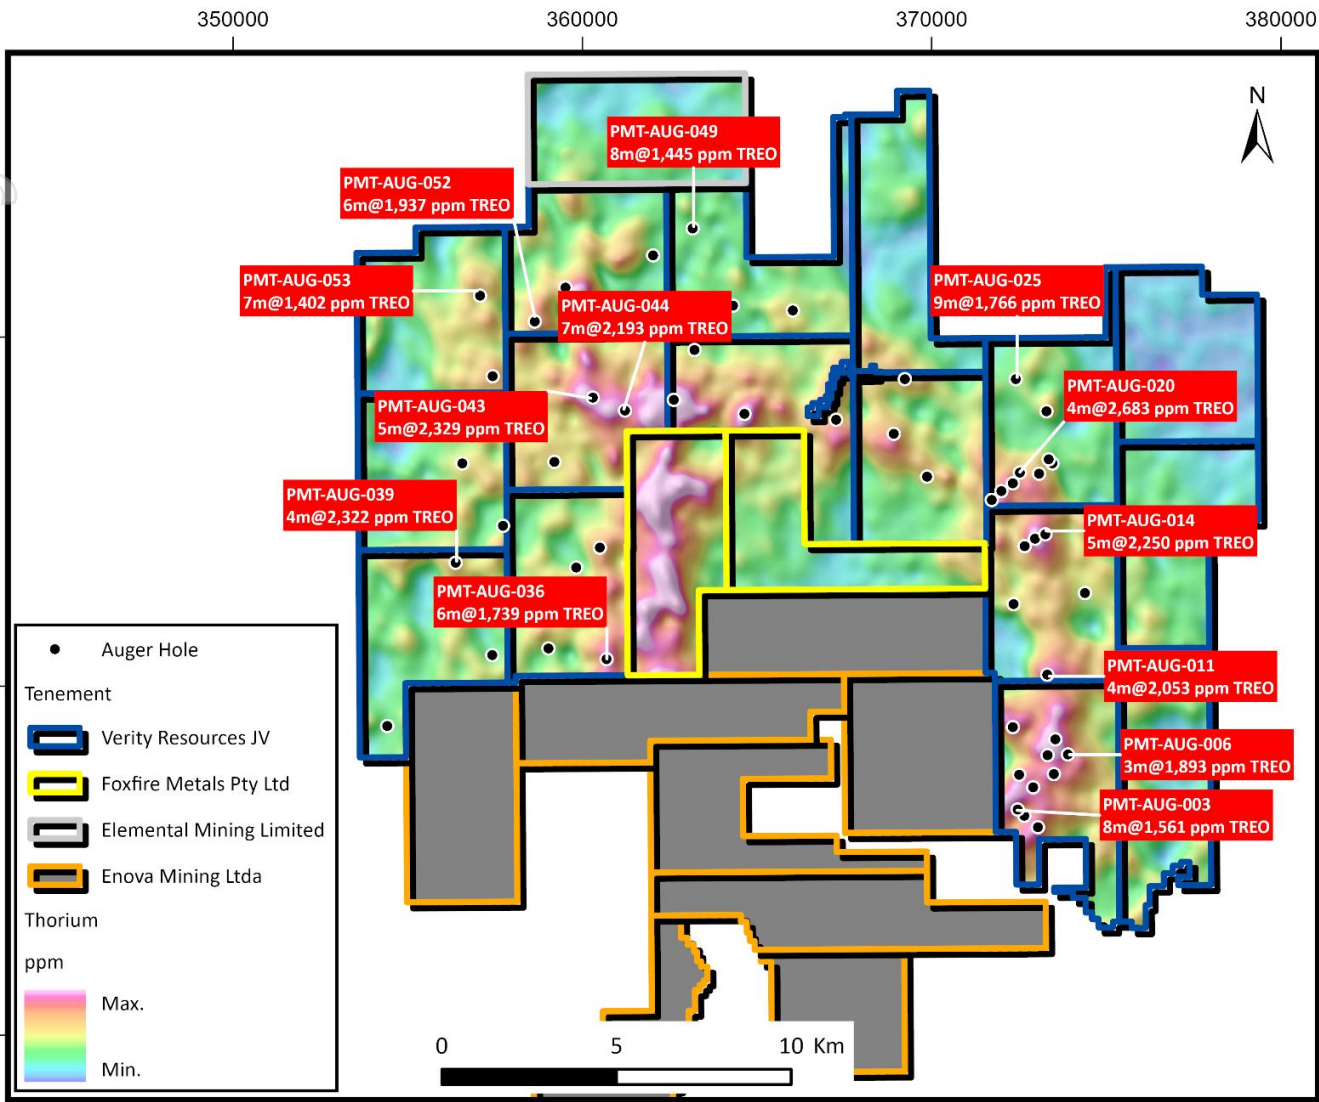 350000
360000
370000
380000
N
PMT-AUG-049
8m@1,445 ppm TREO
PMT-AUG-052
6m@1,937 ppm TREO
PMT-AUG-053
7m@1,402 ppm TREO
PMT-AUG-044
7m@2,193 ppm TREO
PMT-AUG-025
9m@1,766 ppm TREO
PMT-AUG-020
4m@2,683 ppm TREO
PMT-AUG-043
5m@2,329 ppm TREO
PMT-AUG-039
4m@2,322 ppm TREO
PMT-AUG-014
5m@2,250 ppm TREO
PMT-AUG-036
6m@1,739 ppm TREO
PMT-AUG-011
4m@2,053 ppm TREO
PMT-AUG-006
3m@1,893 ppm TREO
PMT-AUG-003
8m@1,561 ppm TREO
Auger Hole
Tenement
Verity Resources JV
Foxfire Metals Pty Ltd
Elemental Mining Limited
Enova Mining Ltda
Thorium
ppm
Max.
Min.
0 5 10 Km